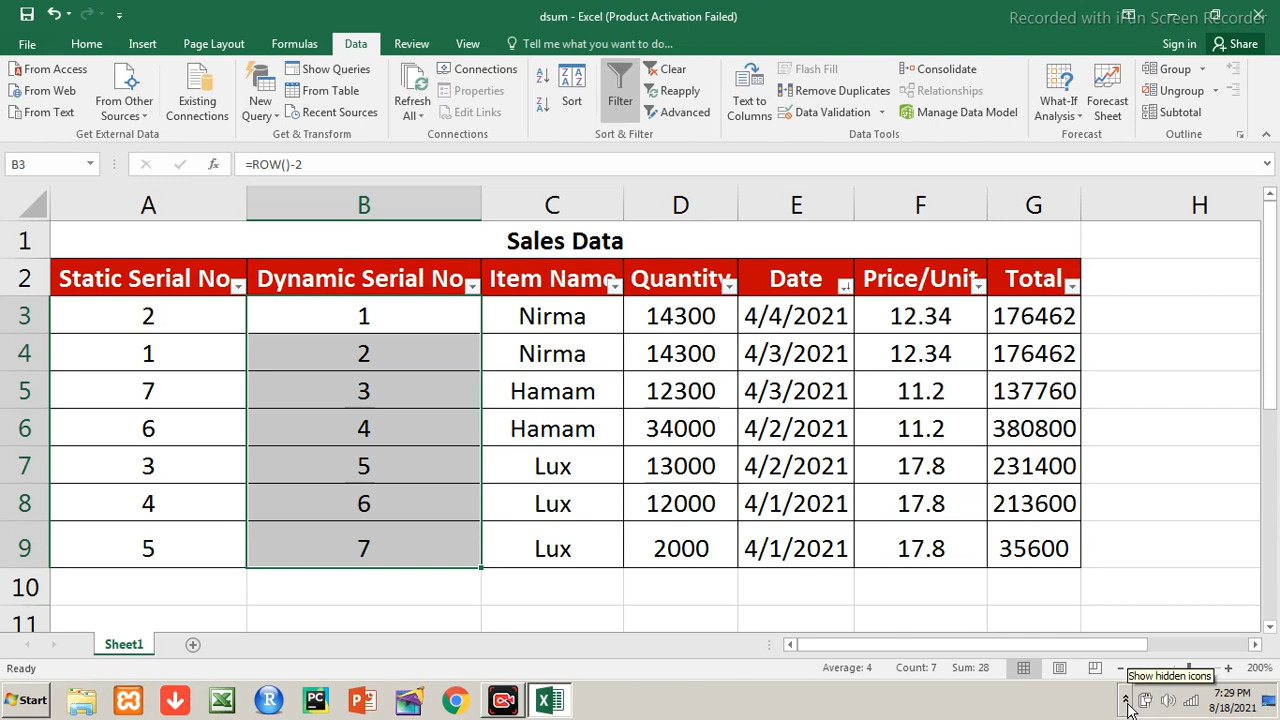 dsum - Excel (Product Activation Failed)
Recorded with iFun Screen Recorder
File Home Insert Page Layout Formulas Data Review View Tell me what you want to do... Sign in Share
From Access
From Web
From Text
From Other Sources
Existing Connections
Get External Data
New Query
Show Queries
From Table
Recent Sources
Get & Transform
Refresh All
Connections
Properties
Edit Links
Connections
Sort
Filter
Clear
Reapply
Advanced
Sort & Filter
Text to Columns
Flash Fill
Remove Duplicates
Data Validation
Consolidate
Relationships
Manage Data Model
Data Tools
What-If Analysis
Forecast Sheet
Forecast
Group
Ungroup
Subtotal
Outline
B3 fx =ROW()-2
A B C D E F G H
1 Sales Data
2 Static Serial No Dynamic Serial No Item Name Quantity Date Price/Unit Total
3 2 1 Nirma 14300 4/4/2021 12.34 176462
4 1 2 Nirma 14300 4/3/2021 12.34 176462
5 7 3 Hamam 12300 4/3/2021 11.2 137760
6 6 4 Hamam 34000 4/2/2021 11.2 380800
7 3 5 Lux 13000 4/2/2021 17.8 231400
8 4 6 Lux 12000 4/1/2021 17.8 213600
9 5 7 Lux 2000 4/1/2021 17.8 35600
10
11
Sheet1
Ready Average: 4 Count: 7 Sum: 28 200%
Show hidden icons
Start PC 7:29 PM
8/18/2021